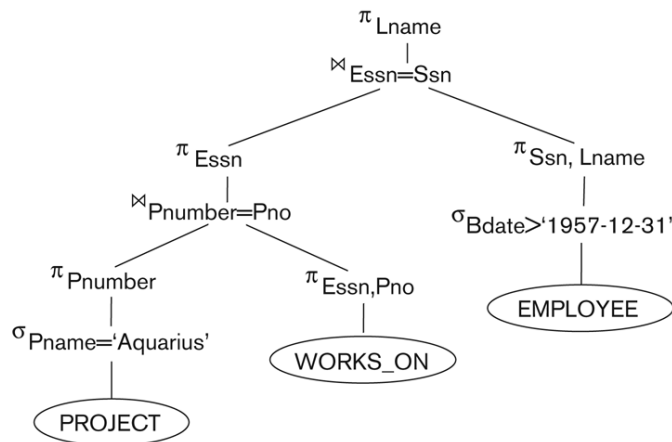 π Lname
⋈ Essn=Ssn
π Essn
π Ssn, Lname
⋈ Pnumber=Pno
σ Bdate>‘1957-12-31’
π Pnumber
π Essn,Pno
EMPLOYEE
σ Pname=‘Aquarius’
WORKS_ON
PROJECT